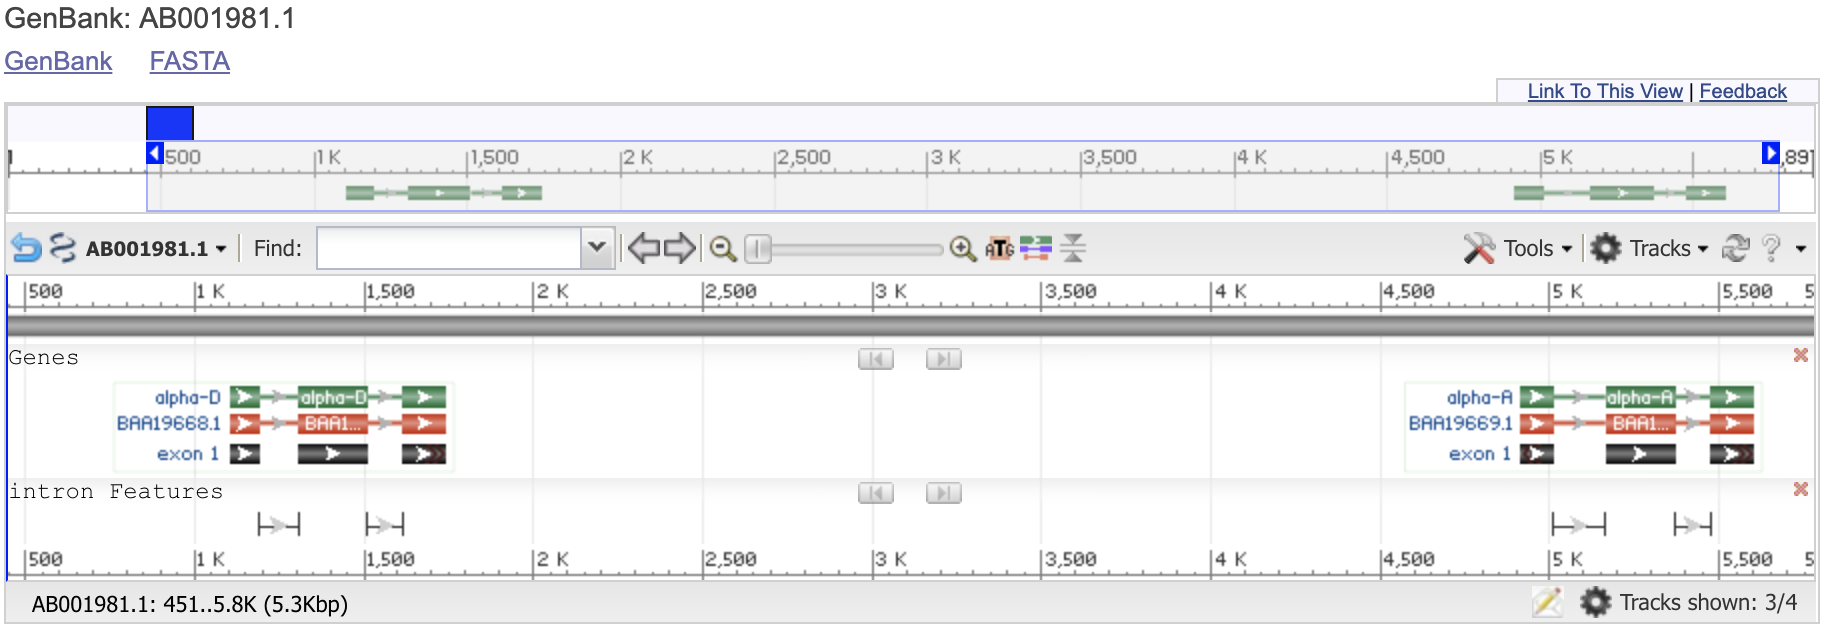 GenBank: AB001981.1
GenBank FASTA
Link To This View | Feedback
1 500 1 K 1,500 2 K 2,500 3 K 3,500 4 K 4,500 5 K ,891
AB001981.1 Find: ATG Tools Tracks ?
500 1 K 1,500 2 K 2,500 3 K 3,500 4 K 4,500 5 K 5,500 5
Genes
alpha-D alpha-D alpha-A alpha-A
BAA19668.1 BAA1... BAA19669.1 BAA1...
exon 1 exon 1
intron Features
500 1 K 1,500 2 K 2,500 3 K 3,500 4 K 4,500 5 K 5,500 5
AB001981.1: 451..5.8K (5.3Kbp) Tracks shown: 3/4